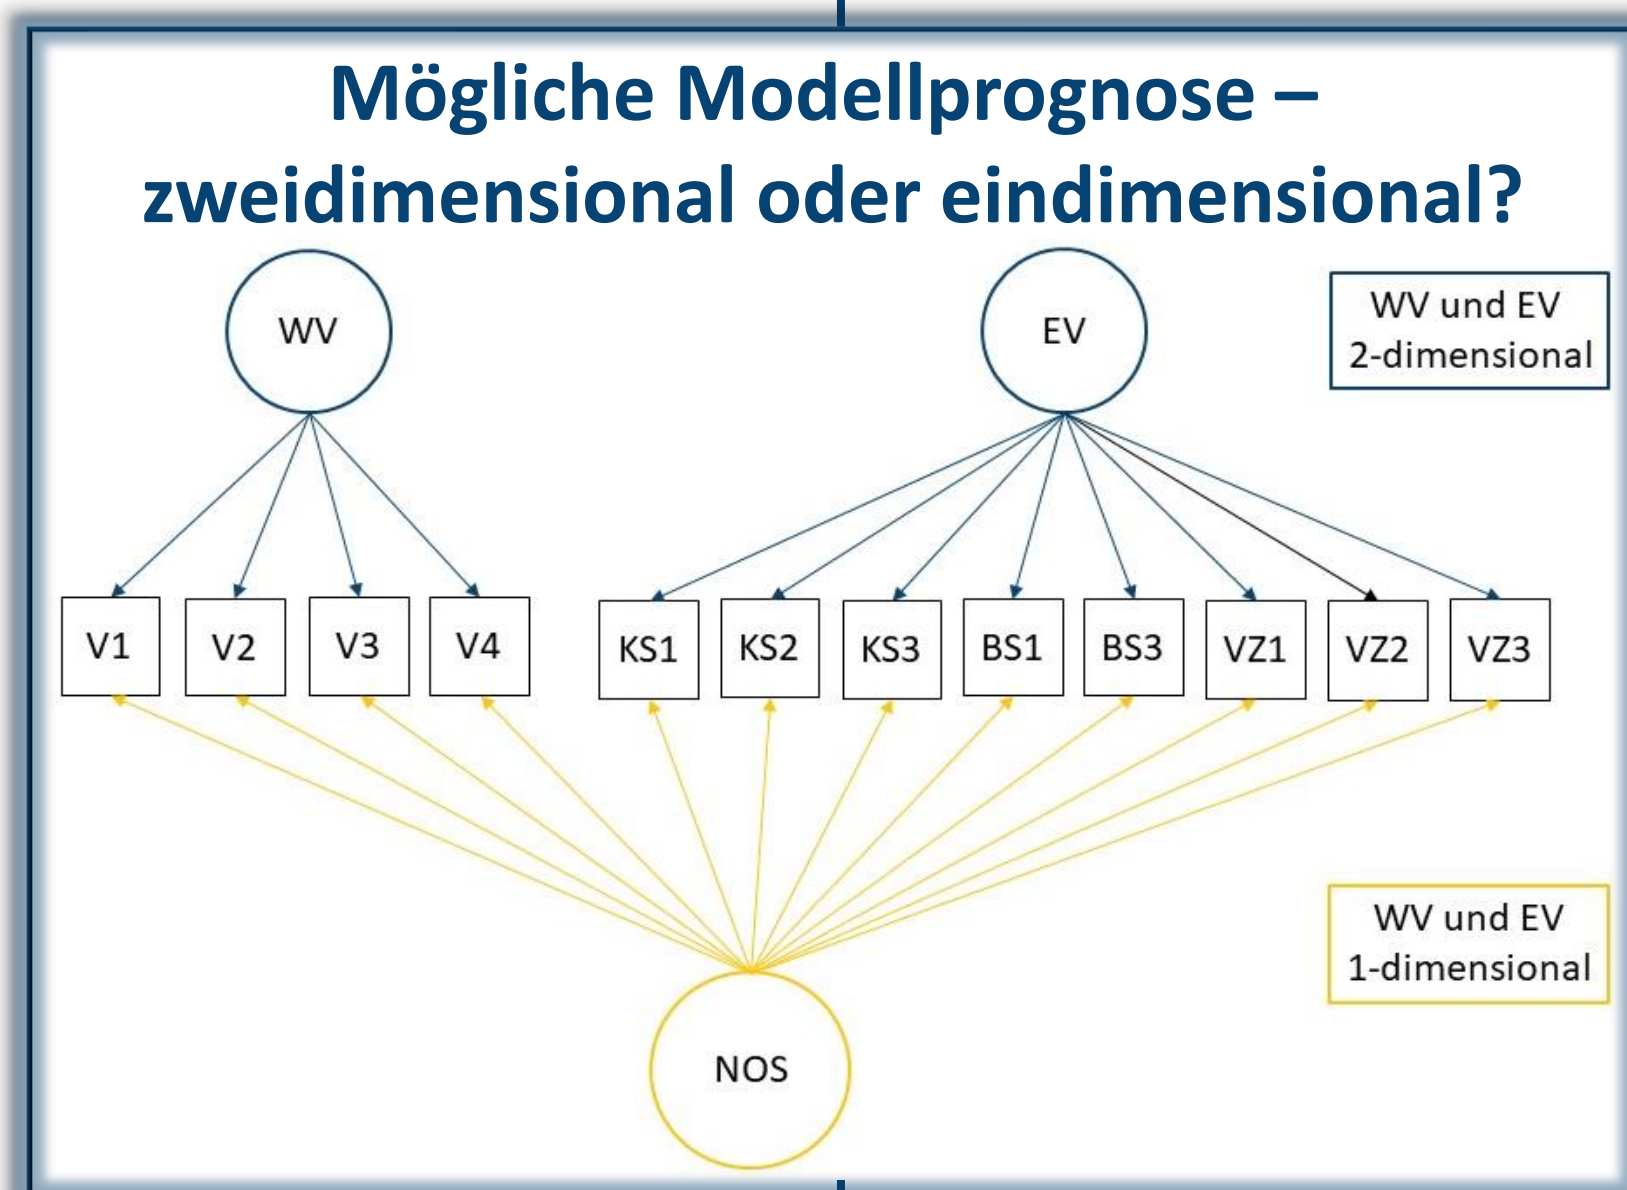 Mögliche Modellprognose –
zweidimensional oder eindimensional?
WV
EV
WV und EV
2-dimensional
V1
V2
V3
V4
KS1
KS2
KS3
BS1
BS3
VZ1
VZ2
VZ3
WV und EV
1-dimensional
NOS